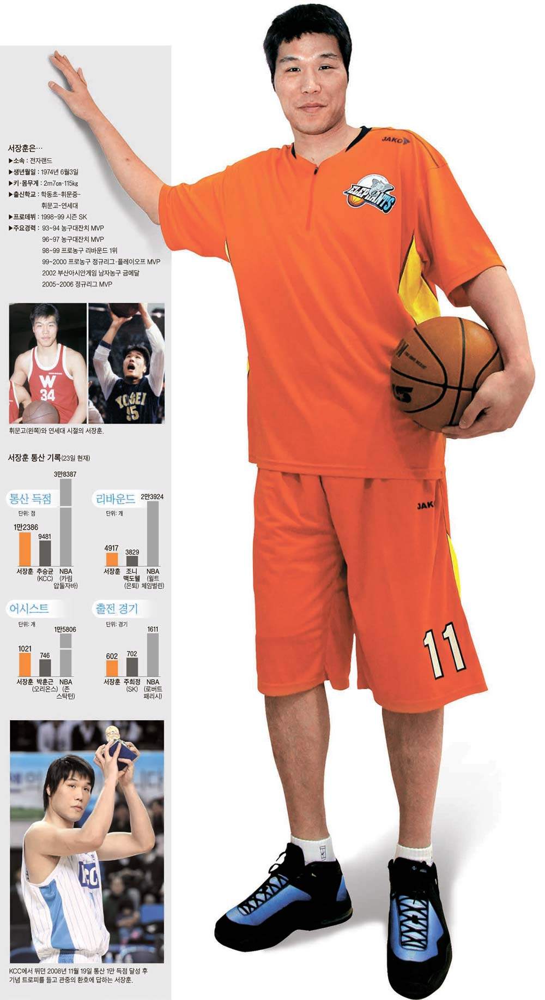 서장훈은…
▶소속 : 전자랜드
▶생년월일 : 1974년 6월3일
▶키·몸무게 : 2m7㎝·115㎏
▶출신학교 : 학동초-휘문중-
휘문고-연세대
▶프로데뷔 : 1998~99 시즌 SK
▶주요경력 : 93~94 농구대잔치 MVP
96~97 농구대잔치 MVP
98~99 프로농구 리바운드 1위
99~2000 프로농구 정규리그·플레이오프 MVP
2002 부산아시안게임 남자농구 금메달
2005~2006 정규리그 MVP
JAKO
ELEPHANTS
W
34
YONSEI
15
휘문고(왼쪽)와 연세대 시절의 서장훈.
서장훈 통산 기록(23일 현재)
통산 득점
단위: 점
1만2386
9481
3만8387
서장훈
추승균
(KCC)
NBA
(카림
압둘자바)
리바운드
단위: 개
4917
3829
2만3924
서장훈
조니
맥도웰
(은퇴)
NBA
(윌트
체임벌린)
어시스트
단위: 개
1021
746
1만5806
서장훈
박훈근
(오리온스)
NBA
(존
스탁턴)
출전 경기
단위: 경기
602
702
1611
서장훈
주희정
(SK)
NBA
(로버트
패리시)
JAKO
11
KCC
KCC에서 뛰던 2008년 11월 19일 통산 1만 득점 달성 후
기념 트로피를 들고 관중의 환호에 답하는 서장훈.